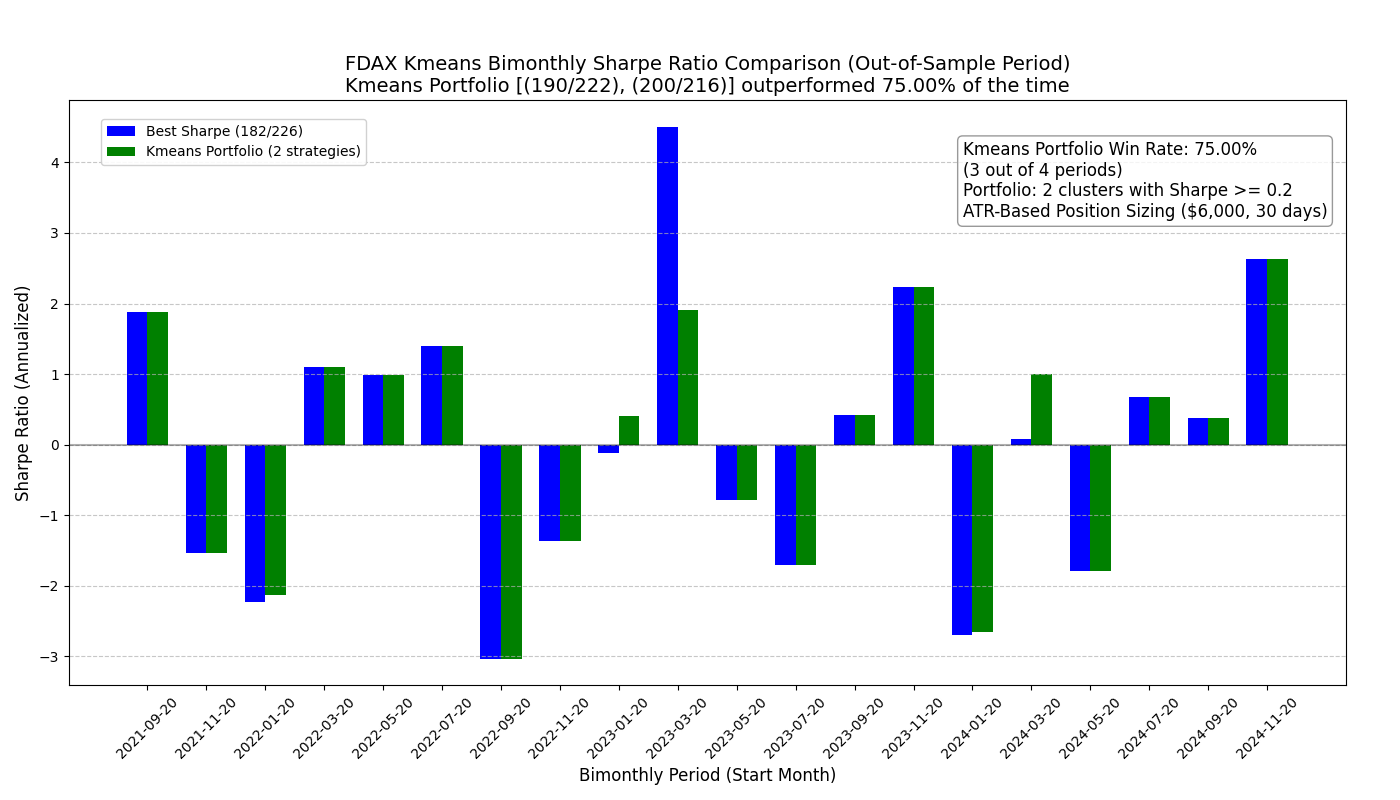 FDAX Kmeans Bimonthly Sharpe Ratio Comparison (Out-of-Sample Period)
Kmeans Portfolio [(190/222), (200/216)] outperformed 75.00% of the time
Best Sharpe (182/226)
Kmeans Portfolio (2 strategies)
Kmeans Portfolio Win Rate: 75.00%
(3 out of 4 periods)
Portfolio: 2 clusters with Sharpe >= 0.2
ATR-Based Position Sizing ($6,000, 30 days)
Sharpe Ratio (Annualized)
4
3
2
1
0
−1
−2
−3
2021-09-20
2021-11-20
2022-01-20
2022-03-20
2022-05-20
2022-07-20
2022-09-20
2022-11-20
2023-01-20
2023-03-20
2023-05-20
2023-07-20
2023-09-20
2023-11-20
2024-01-20
2024-03-20
2024-05-20
2024-07-20
2024-09-20
2024-11-20
Bimonthly Period (Start Month)